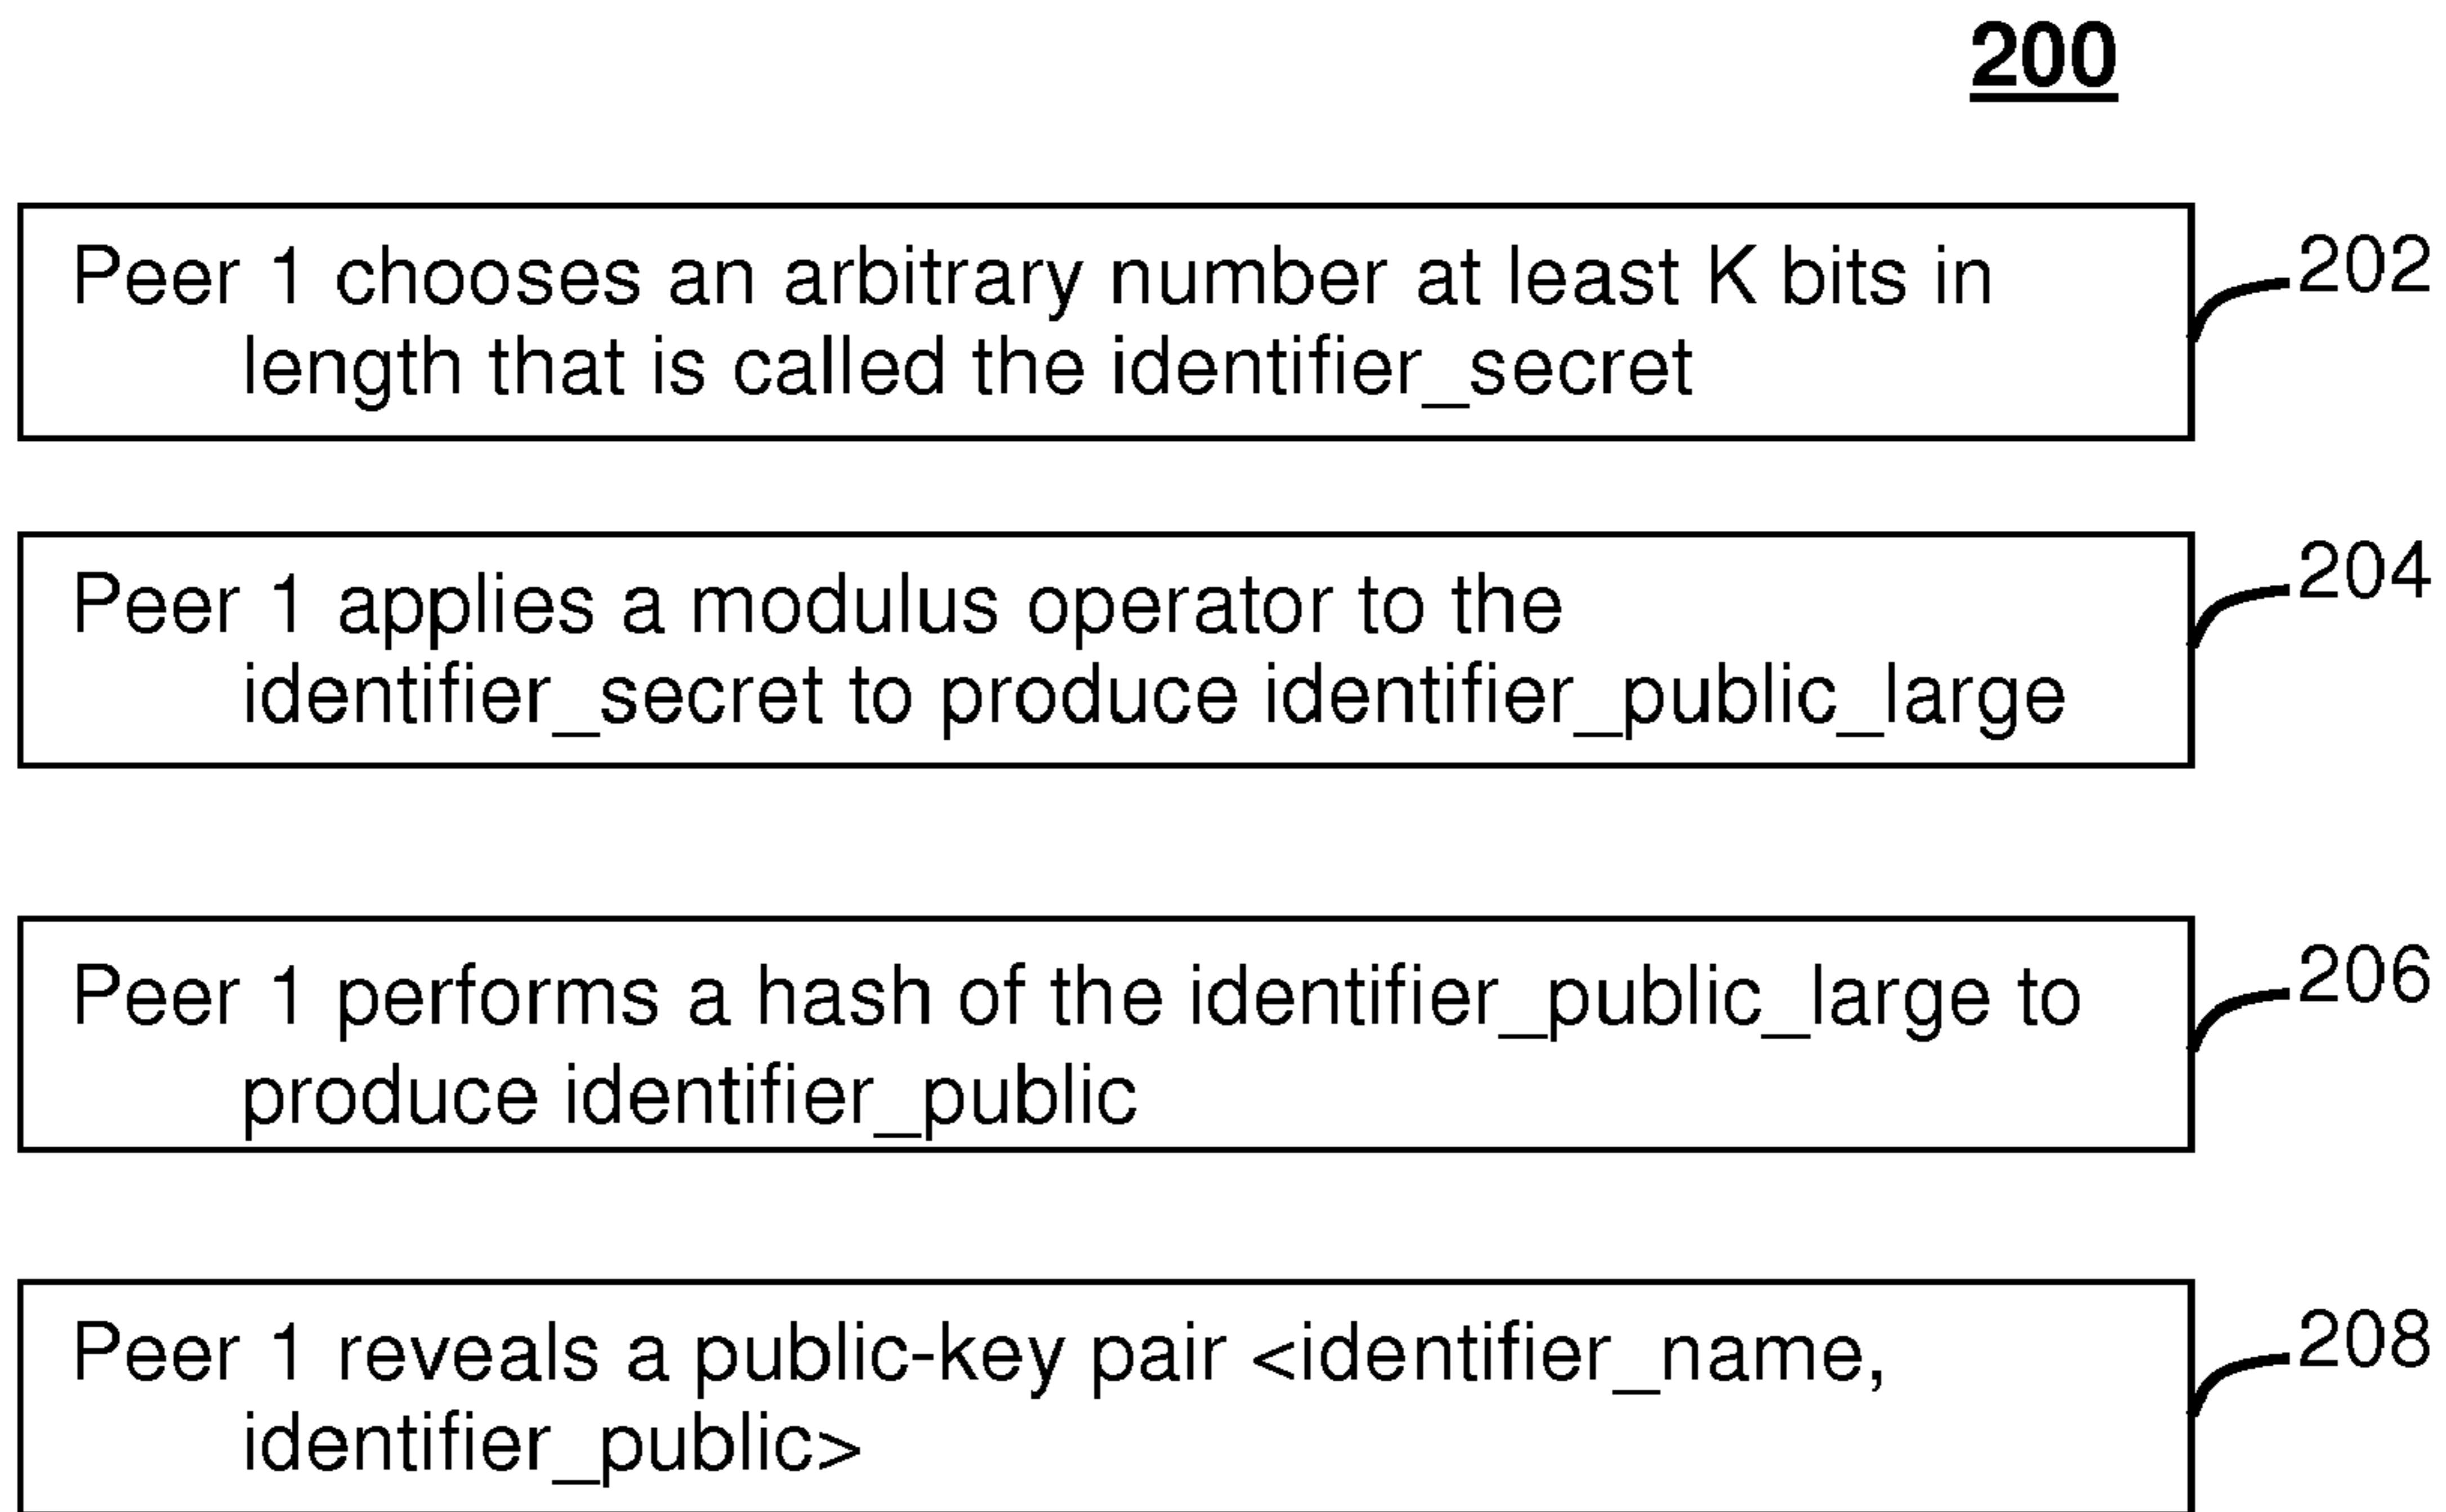 200
Peer 1 chooses an arbitrary number at least K bits in
length that is called the identifier_secret
202
Peer 1 applies a modulus operator to the
identifier_secret to produce identifier_public_large
204
Peer 1 performs a hash of the identifier_public_large to
produce identifier_public
206
Peer 1 reveals a public-key pair <identifier_name,
identifier_public>
208